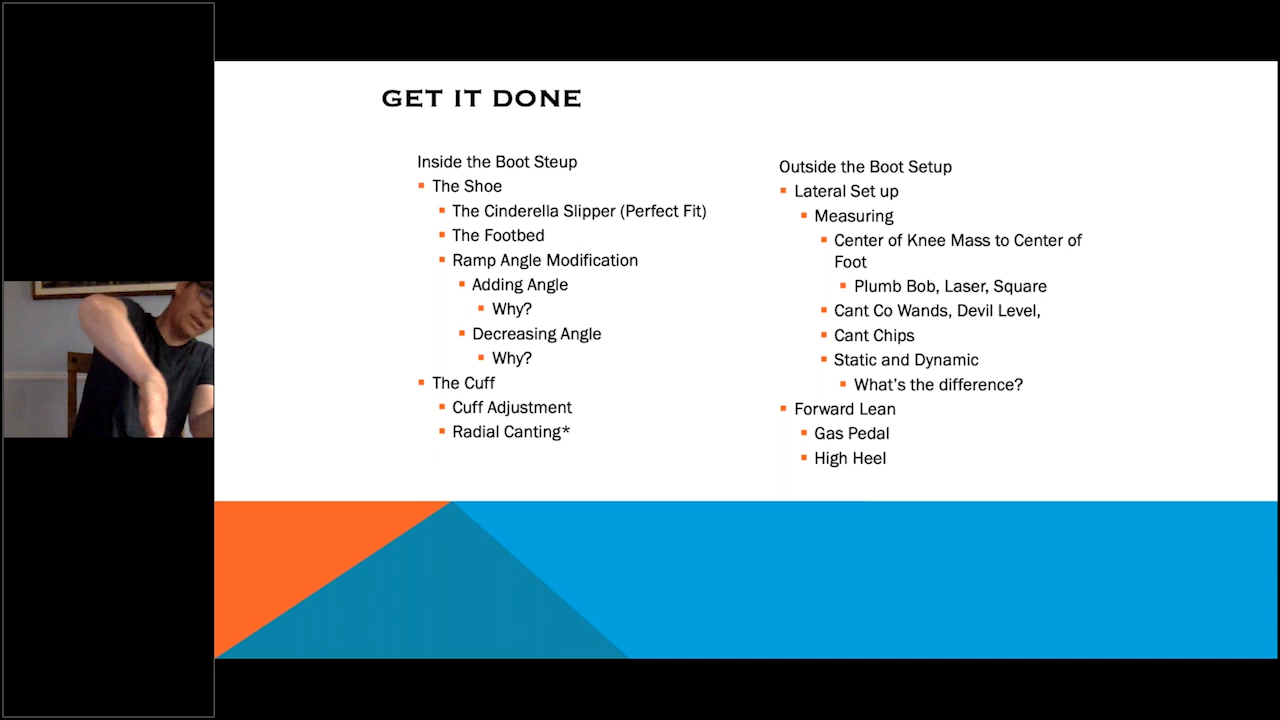 GET IT DONE
Inside the Boot Steup
The Shoe
The Cinderella Slipper (Perfect Fit)
The Footbed
Ramp Angle Modification
Adding Angle
Why?
Decreasing Angle
Why?
The Cuff
Cuff Adjustment
Radial Canting*
Outside the Boot Setup
Lateral Set up
Measuring
Center of Knee Mass to Center of
Foot
Plumb Bob, Laser, Square
Cant Co Wands, Devil Level,
Cant Chips
Static and Dynamic
What's the difference?
Forward Lean
Gas Pedal
High Heel